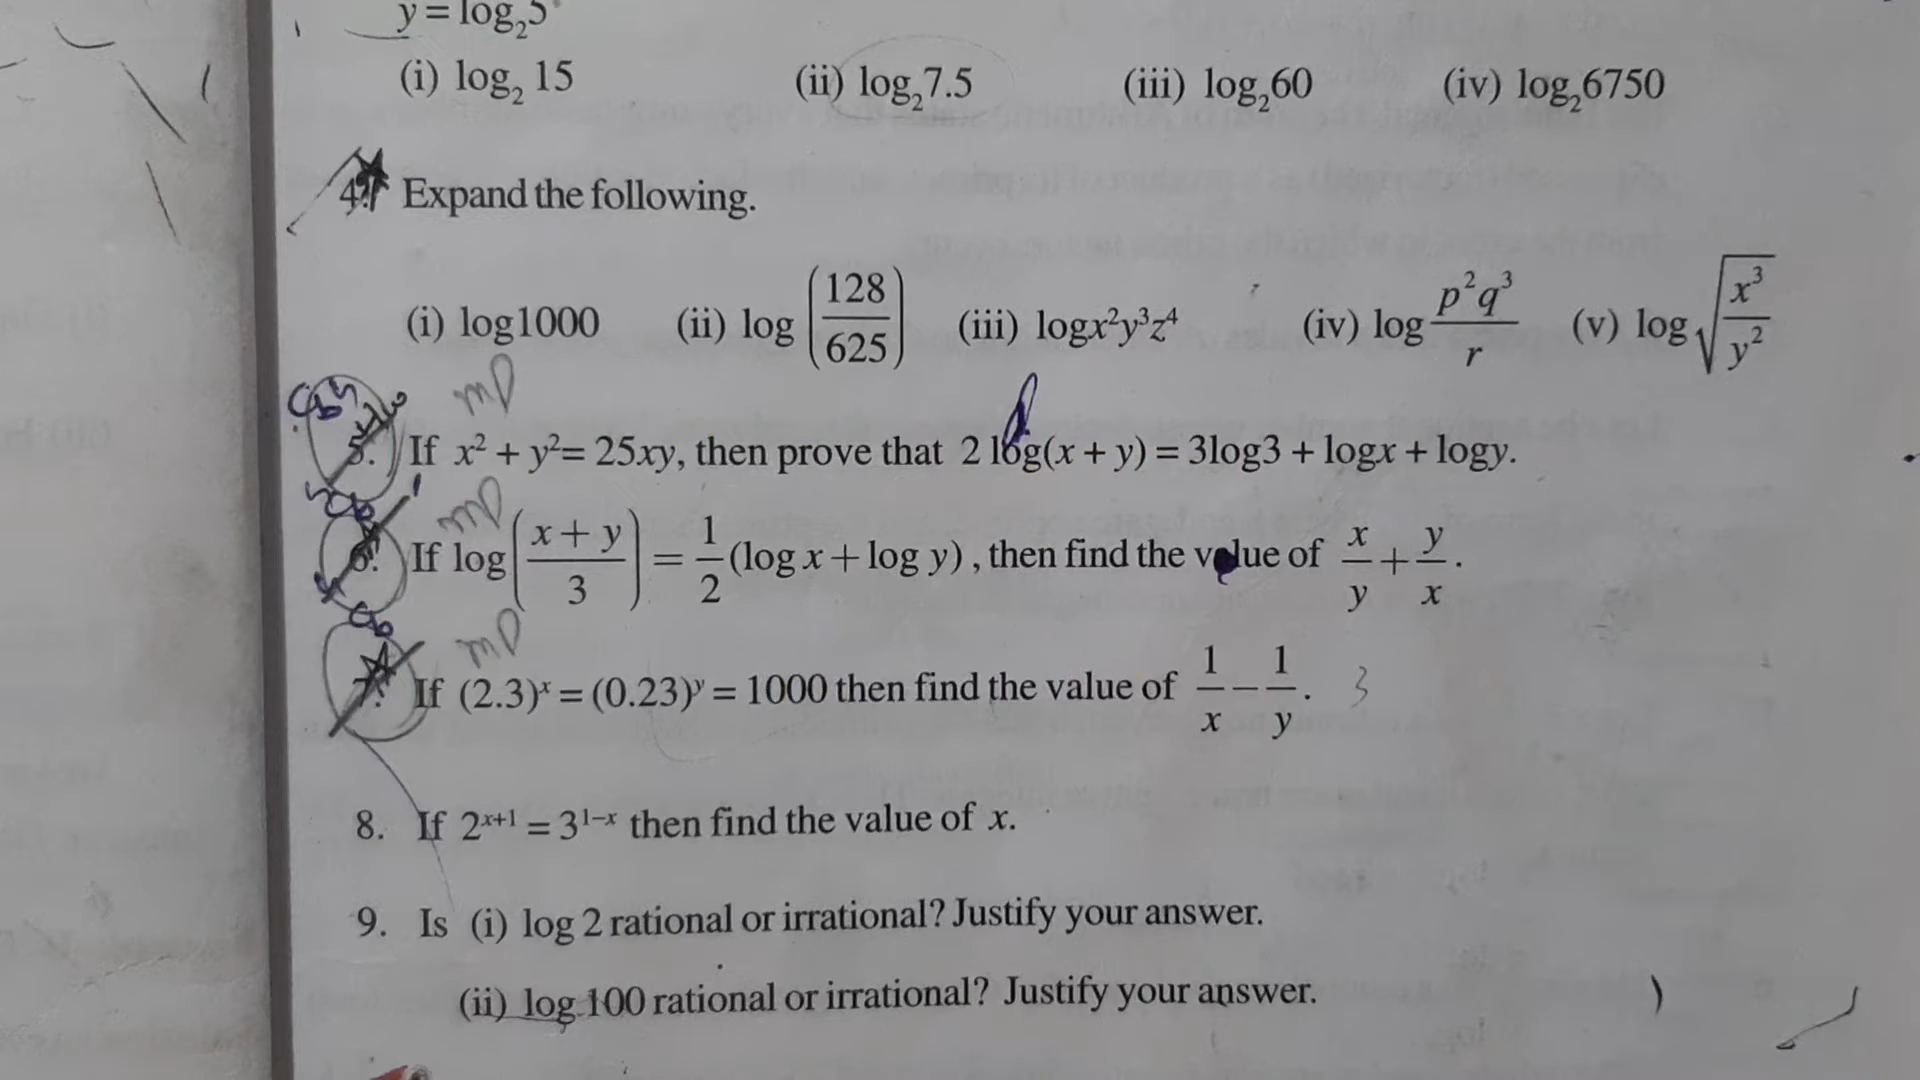 y = log₂5
(i) log₂ 15 (ii) log₂7.5 (iii) log₂60 (iv) log₂6750
4. Expand the following.
(i) log1000 (ii) log (128/625) (iii) logx²y³z⁴ (iv) log p²q³/r (v) log √(x³/y²)
mp
5. If x² + y² = 25xy, then prove that 2 log(x + y) = 3log3 + logx + logy.
mp
6. If log((x + y)/3) = 1/2 (log x + log y), then find the value of x/y + y/x.
mp
7. If (2.3)ˣ = (0.23)ʸ = 1000 then find the value of 1/x − 1/y. 3
8. If 2ˣ⁺¹ = 3¹⁻ˣ then find the value of x.
9. Is (i) log 2 rational or irrational? Justify your answer.
(ii) log 100 rational or irrational? Justify your answer.